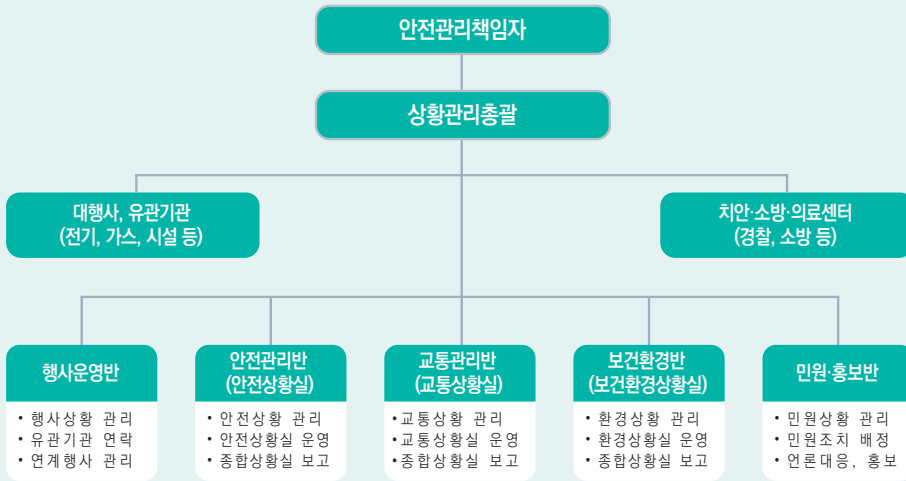 안전관리책임자
상황관리총괄
대행사, 유관기관
(전기, 가스, 시설 등)
치안·소방·의료센터
(경찰, 소방 등)
행사운영반
• 행사상황 관리
• 유관기관 연락
• 연계행사 관리
안전관리반
(안전상황실)
• 안전상황 관리
• 안전상황실 운영
• 종합상황실 보고
교통관리반
(교통상황실)
• 교통상황 관리
• 교통상황실 운영
• 종합상황실 보고
보건환경반
(보건환경상황실)
• 환경상황 관리
• 환경상황실 운영
• 종합상황실 보고
민원·홍보반
• 민원상황 관리
• 민원조치 배정
• 언론대응, 홍보